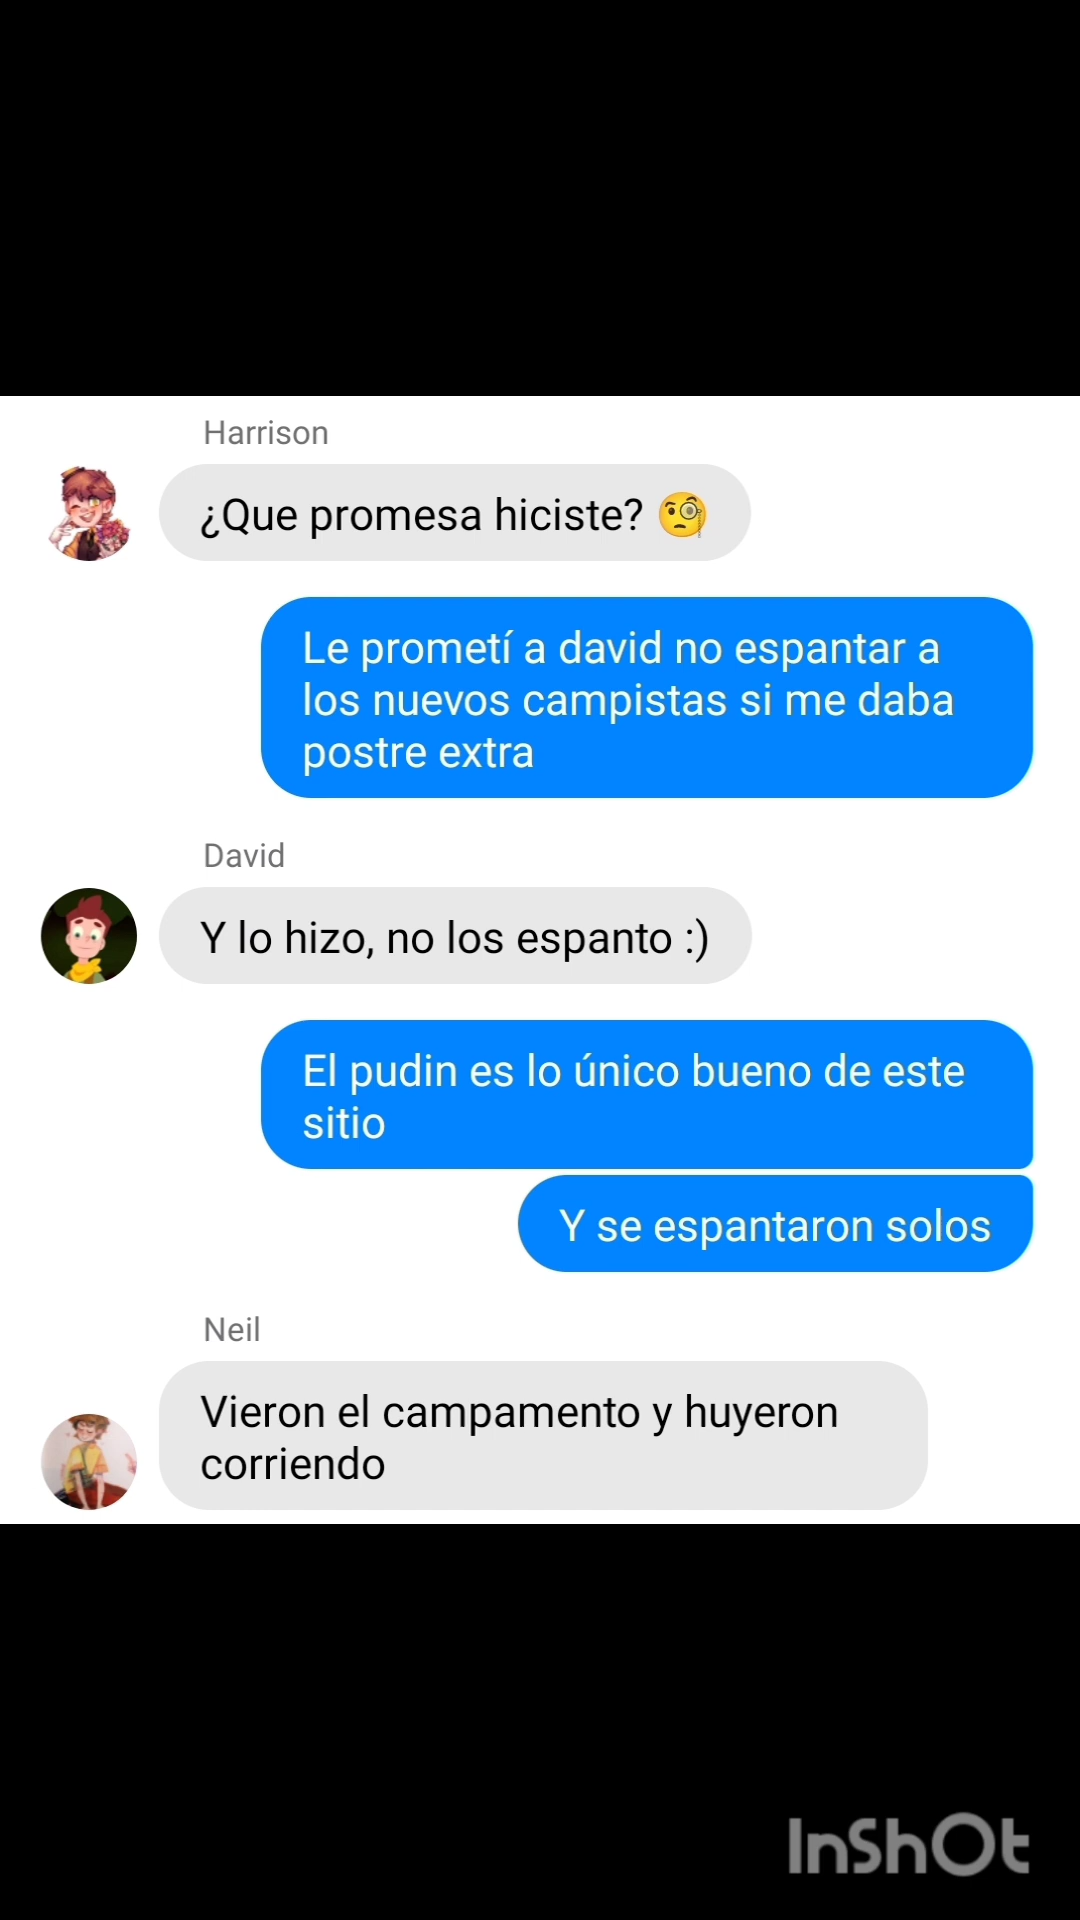 Harrison
¿Que promesa hiciste? 🧐
Le prometí a david no espantar a
los nuevos campistas si me daba
postre extra
David
Y lo hizo, no los espanto :)
El pudin es lo único bueno de este
sitio
Y se espantaron solos
Neil
Vieron el campamento y huyeron
corriendo
InShOt